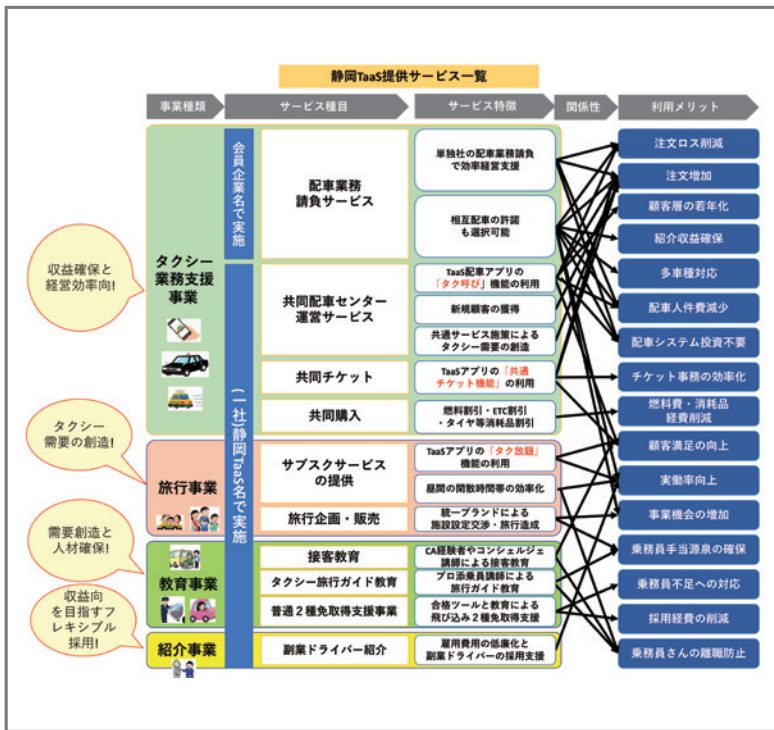 静岡TaaS提供サービス一覧
事業種類
サービス種目
サービス特徴
関係性
利用メリット
収益確保と
経営効率向!
タクシー
需要の創造!
需要創造と
人材確保!
収益向
を目指すフ
レキシブル
採用!
タクシー
業務支援
事業
旅行事業
教育事業
紹介事業
会員企業名で実施
(一社)静岡TaaS名で実施
配車業務
請負サービス
共同配車センター
運営サービス
共同チケット
共同購入
サブスクサービス
の提供
旅行企画・販売
接客教育
タクシー旅行ガイド教育
普通2種免取得支援事業
副業ドライバー紹介
単独社の配車業務請負
で効率経営支援
相互配車の許諾
も選択可能
TaaS配車アプリの
「タク呼び」機能の利用
新規顧客の獲得
共通サービス施策による
タクシー需要の創造
TaaSアプリの「共通
チケット機能」の利用
燃料割引・ETC割引
・タイヤ等消耗品割引
TaaSアプリの「タク放題」
機能の利用
昼間の閑散時間帯の効率化
統一ブランドによる
施設設定交渉・旅行造成
CA経験者やコンシェルジェ
講師による接客教育
プロ添乗員講師による
旅行ガイド教育
合格ツールと教育による
飛び込み2種免取得支援
雇用費用の低廉化と
副業ドライバーの採用支援
注文ロス削減
注文増加
顧客層の若年化
紹介収益確保
多車種対応
配車人件費減少
配車システム投資不要
チケット事務の効率化
燃料費・消耗品
経費削減
顧客満足の向上
実働率向上
事業機会の増加
乗務員手当源泉の確保
乗務員不足への対応
採用経費の削減
乗務員さんの離職防止